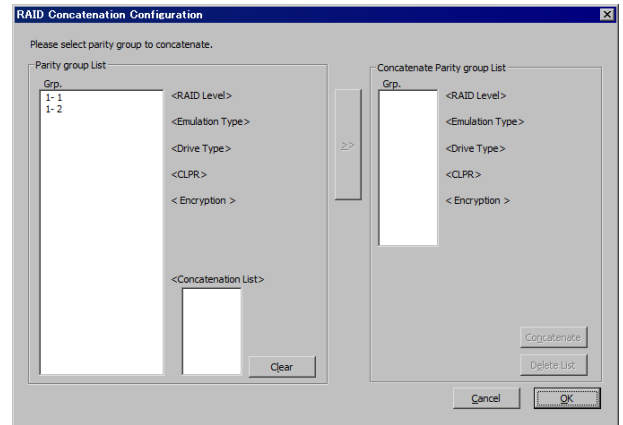 RAID Concatenation Configuration
Please select parity group to concatenate.
Parity group List
Grp.
1- 1
1- 2
<RAID Level>
<Emulation Type>
<Drive Type>
<CLPR>
< Encryption >
<Concatenation List>
Clear
>>
Concatenate Parity group List
Grp.
<RAID Level>
<Emulation Type>
<Drive Type>
<CLPR>
< Encryption >
Concatenate
Delete List
Cancel
OK